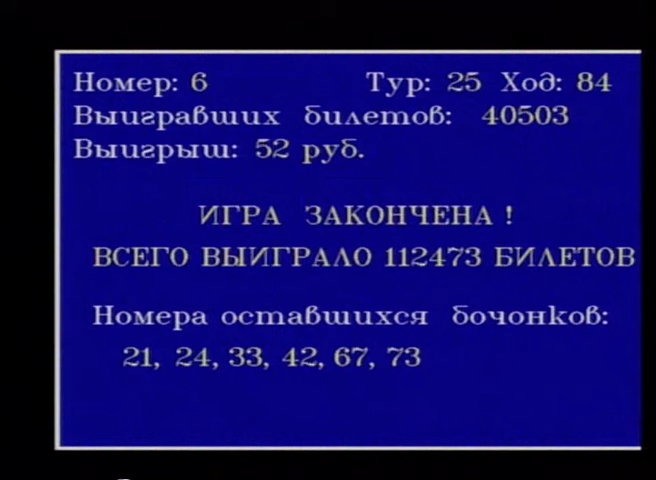 Номер: 6 Тур: 25 Ход: 84
Выигравших билетов: 40503
Выигрыш: 52 руб.
ИГРА ЗАКОНЧЕНА !
ВСЕГО ВЫИГРАЛО 112473 БИЛЕТОВ
Номера оставшихся бочонков:
21, 24, 33, 42, 67, 73